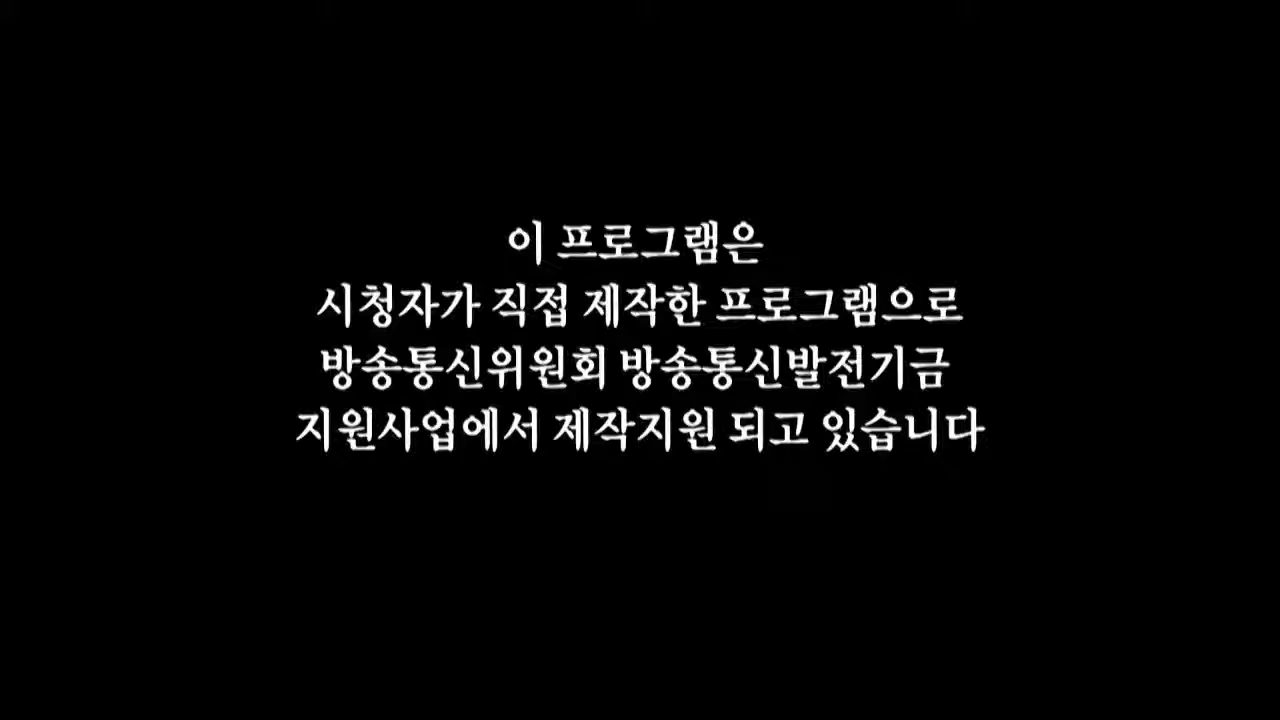 이 프로그램은
시청자가 직접 제작한 프로그램으로
방송통신위원회 방송통신발전기금
지원사업에서 제작지원 되고 있습니다